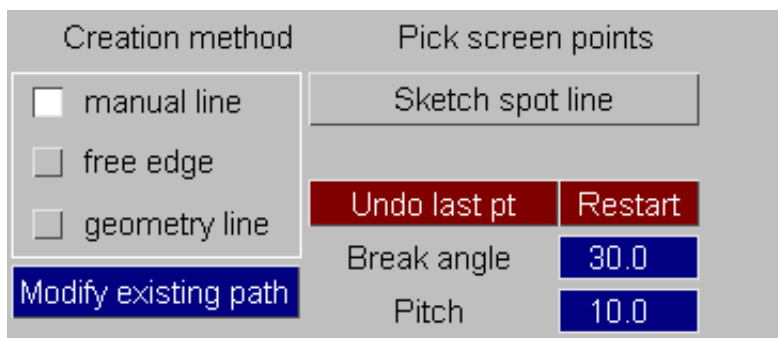 Creation method
Pick screen points
manual line
Sketch spot line
free edge
geometry line
Undo last pt
Restart
Break angle
30.0
Modify existing path
Pitch
10.0